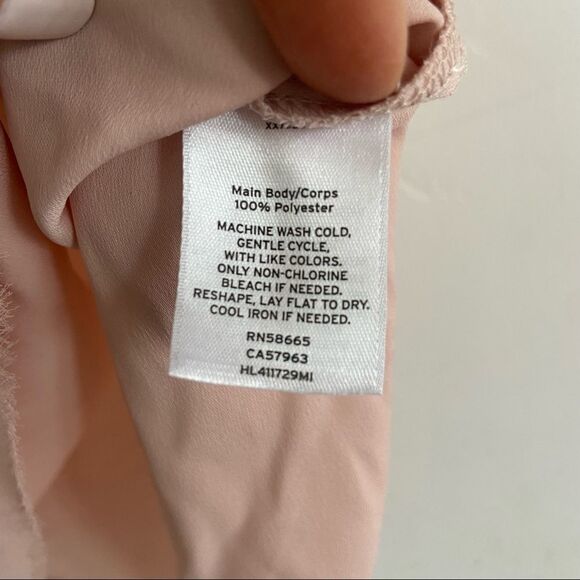 Main Body/Corps
100% Polyester
MACHINE WASH COLD,
GENTLE CYCLE,
WITH LIKE COLORS.
ONLY NON-CHLORINE
BLEACH IF NEEDED.
RESHAPE, LAY FLAT TO DRY.
COOL IRON IF NEEDED.
RN58665
CA57963
HL411729MI